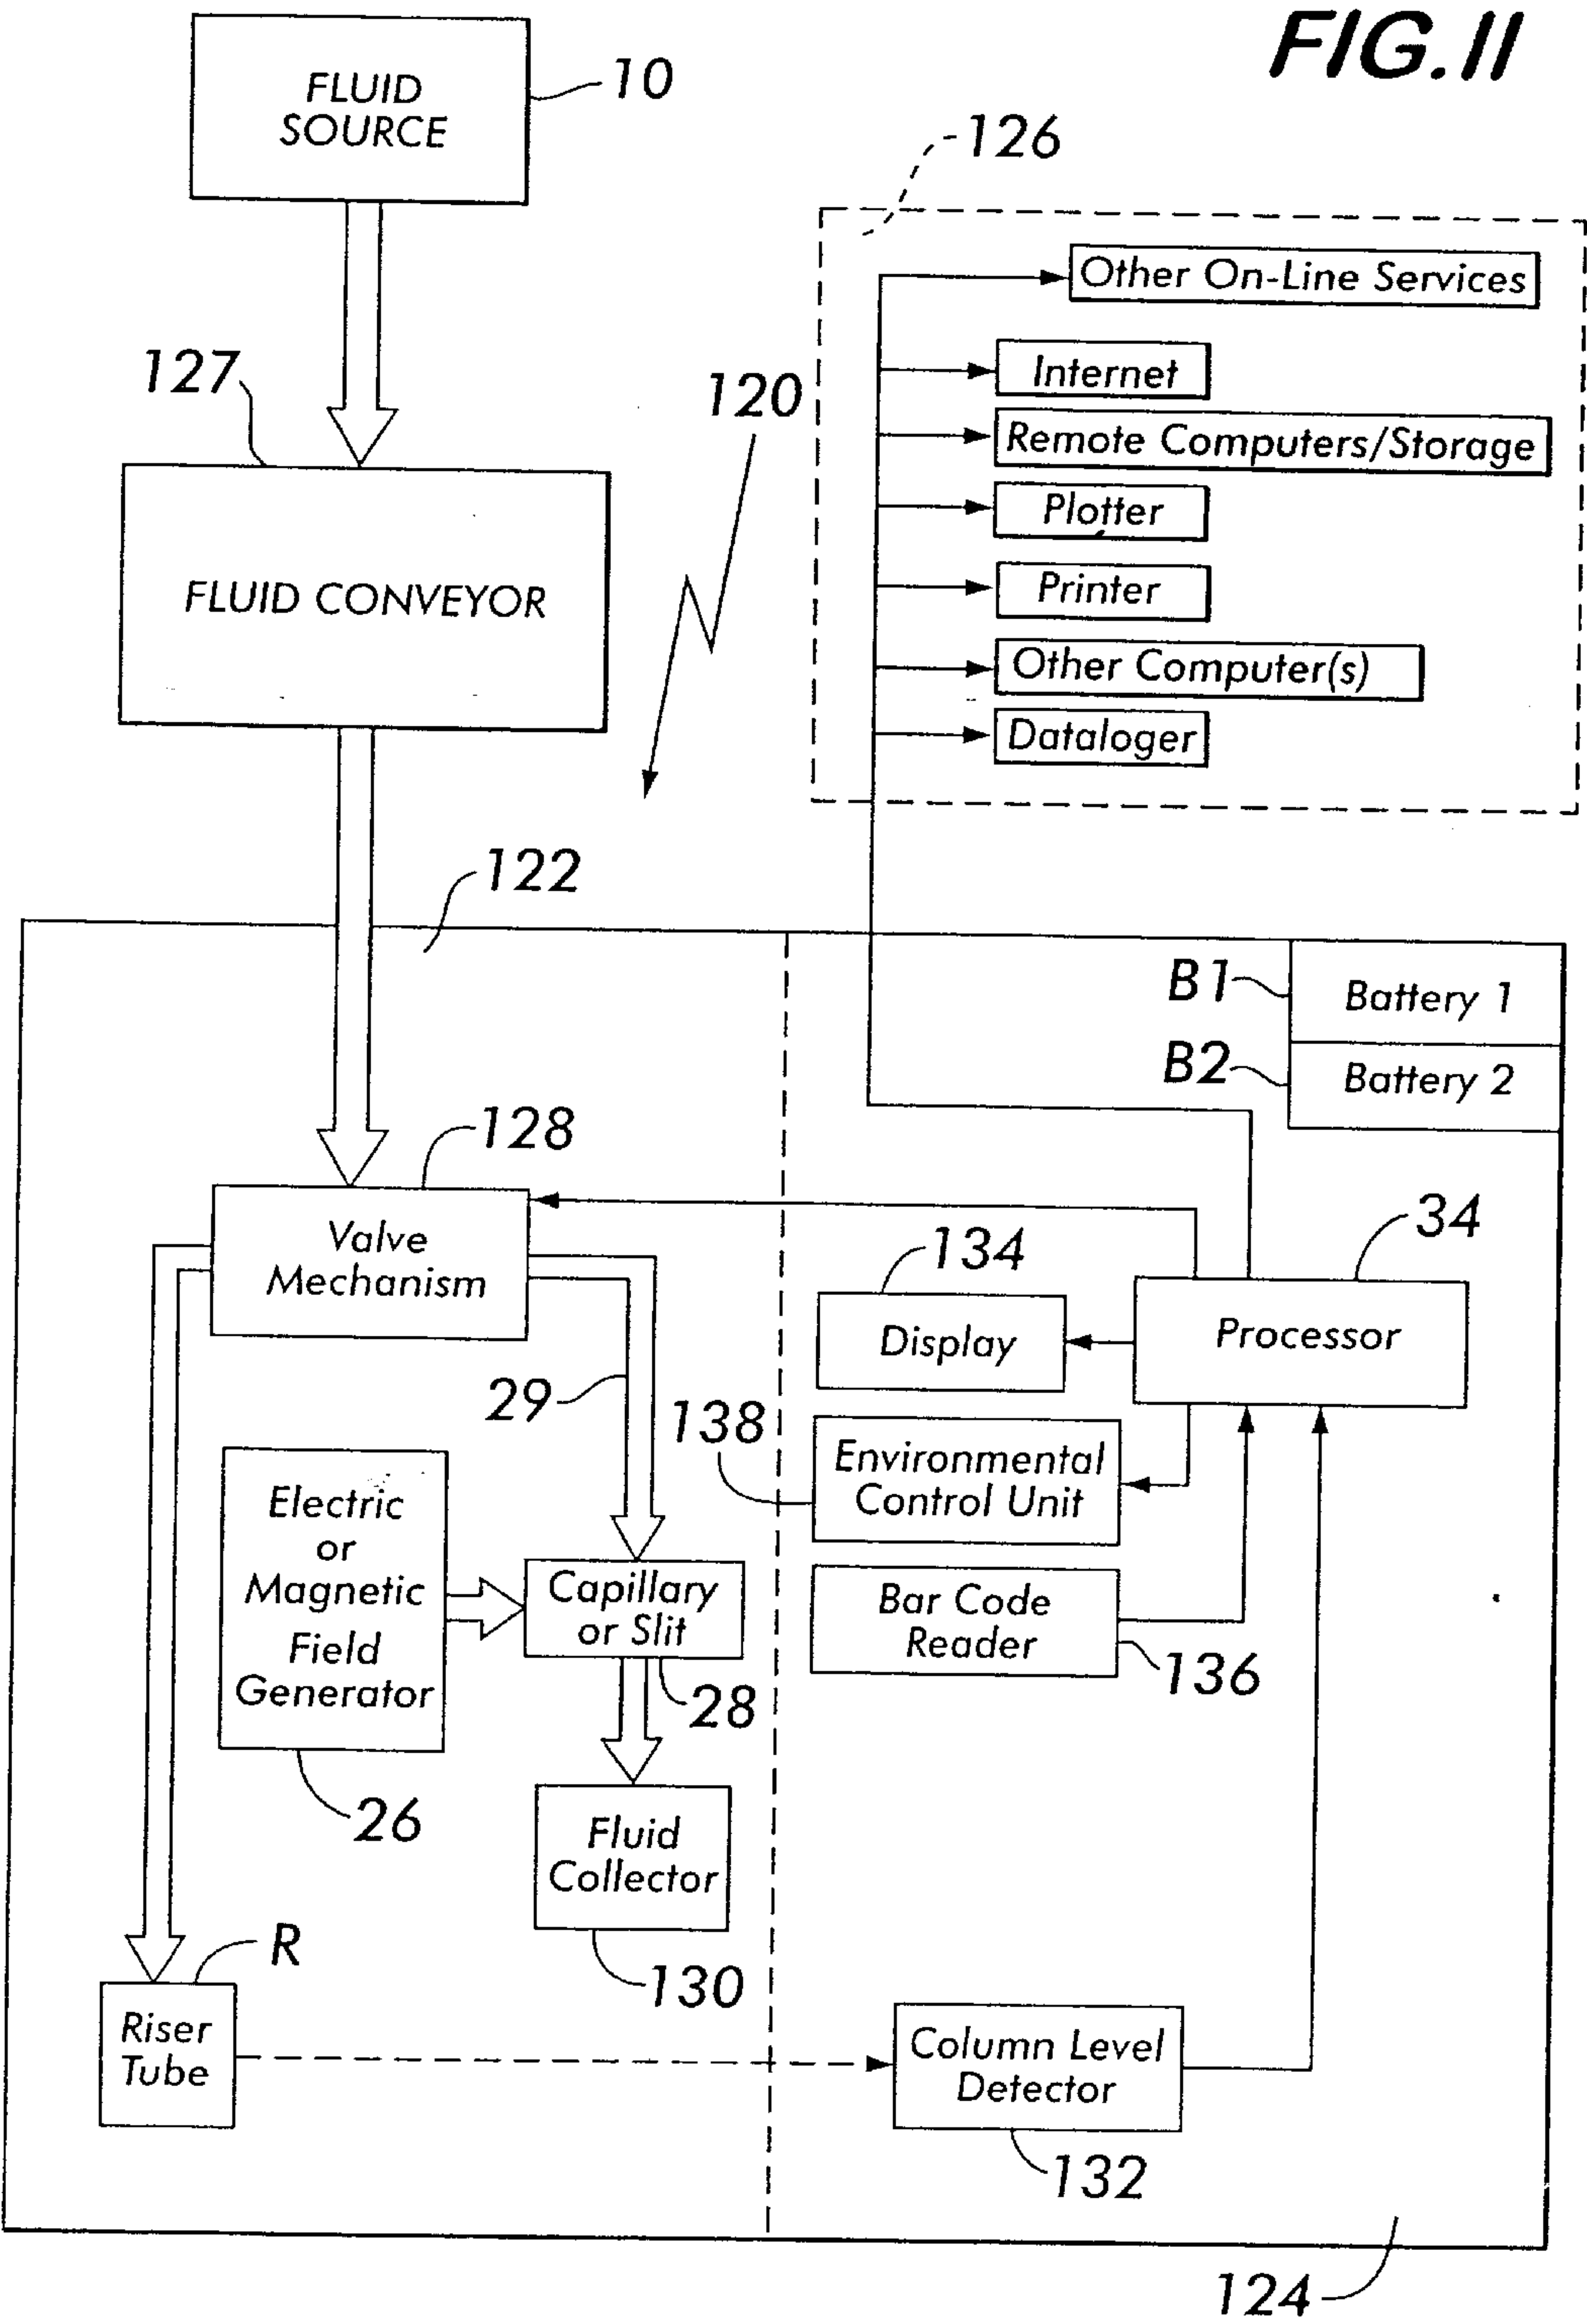 FIG. 11
FLUID
SOURCE
10
126
Other On-Line Services
Internet
Remote Computers/Storage
Plotter
Printer
Other Computer(s)
Dataloger
127
120
FLUID CONVEYOR
122
B1
Battery 1
B2
Battery 2
128
Valve
Mechanism
34
134
Display
Processor
29
138
Environmental
Control Unit
Electric
or
Magnetic
Field
Generator
Capillary
or Slit
Bar Code
Reader
136
28
26
Fluid
Collector
130
R
Riser
Tube
Column Level
Detector
132
124